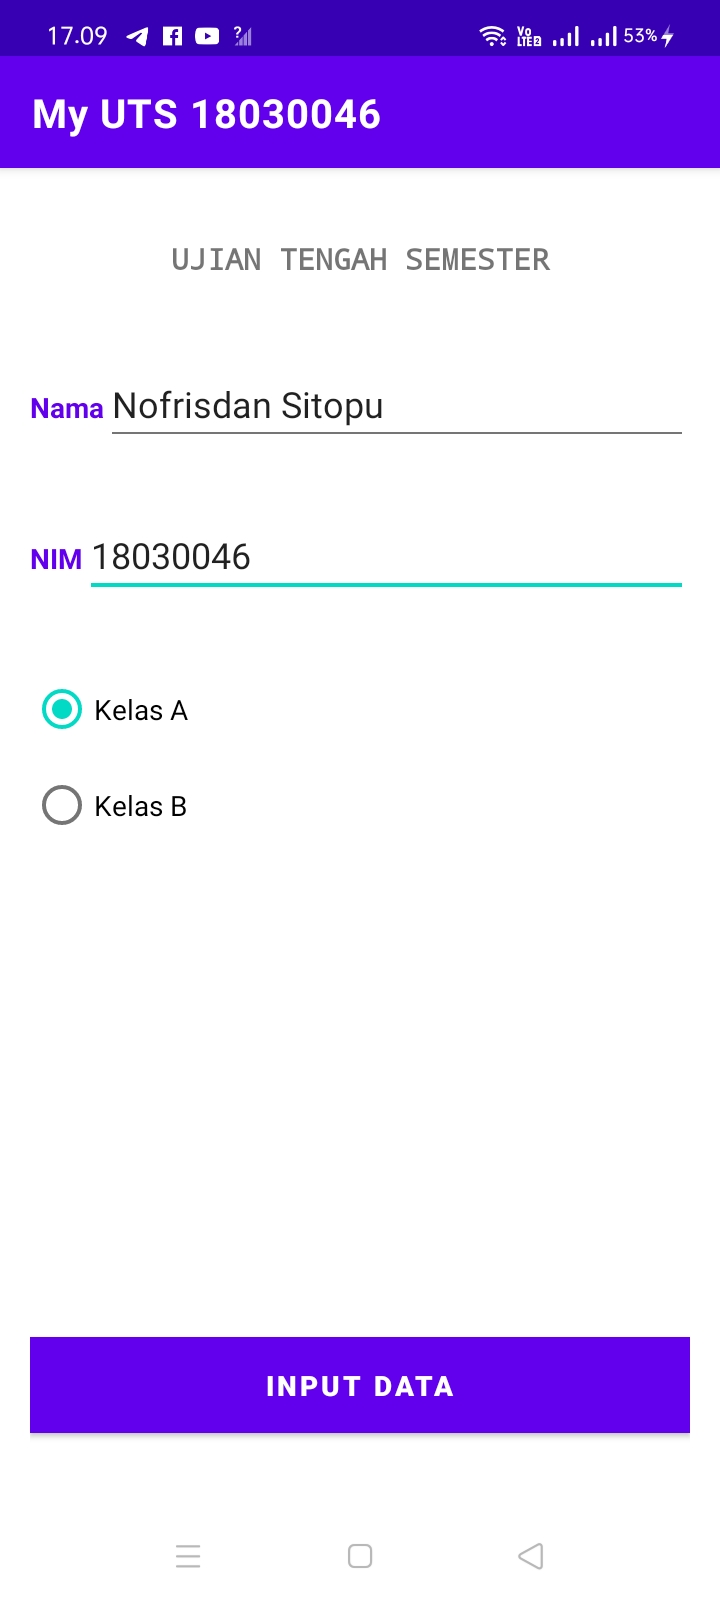 17.09 ? Vo LTE2 53%
My UTS 18030046
UJIAN TENGAH SEMESTER
Nama Nofrisdan Sitopu
NIM 18030046
Kelas A
Kelas B
INPUT DATA